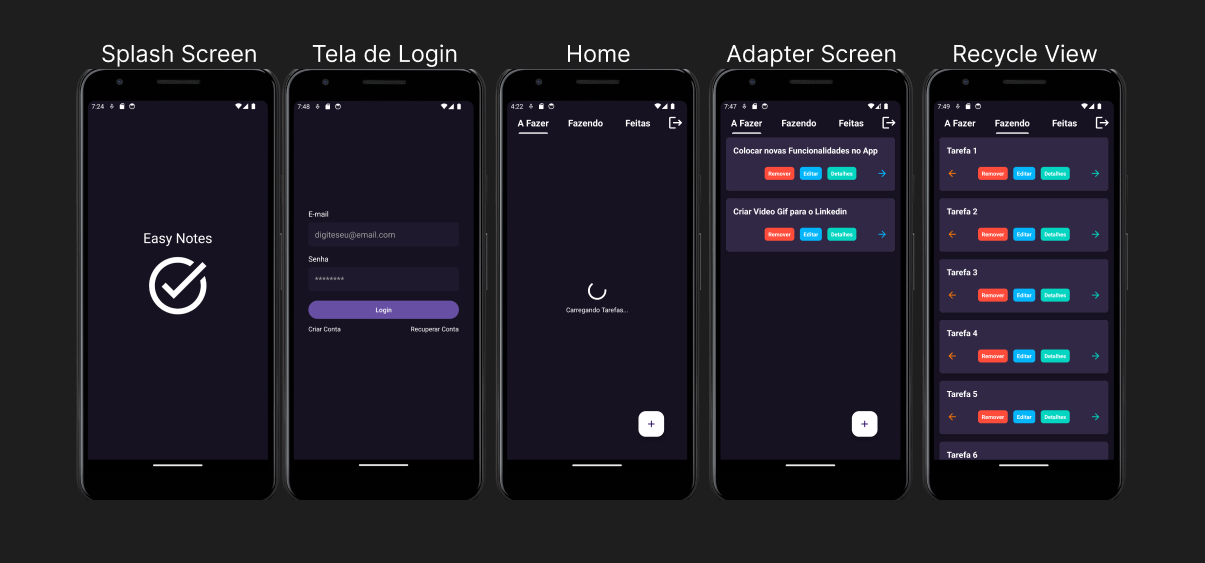 Splash Screen
7:24
Easy Notes
Tela de Login
7:48
E-mail
digiteseu@email.com
Senha
********
Login
Criar Conta Recuperar Conta
Home
4:22
A Fazer Fazendo Feitas
Carregando Tarefas...
+
Adapter Screen
7:47
A Fazer Fazendo Feitas
Colocar novas Funcionalidades no App
Remover Editar Detalhes
Criar Video Gif para o Linkedin
Remover Editar Detalhes
+
Recycle View
7:49
A Fazer Fazendo Feitas
Tarefa 1
Remover Editar Detalhes
Tarefa 2
Remover Editar Detalhes
Tarefa 3
Remover Editar Detalhes
Tarefa 4
Remover Editar Detalhes
Tarefa 5
Remover Editar Detalhes
Tarefa 6